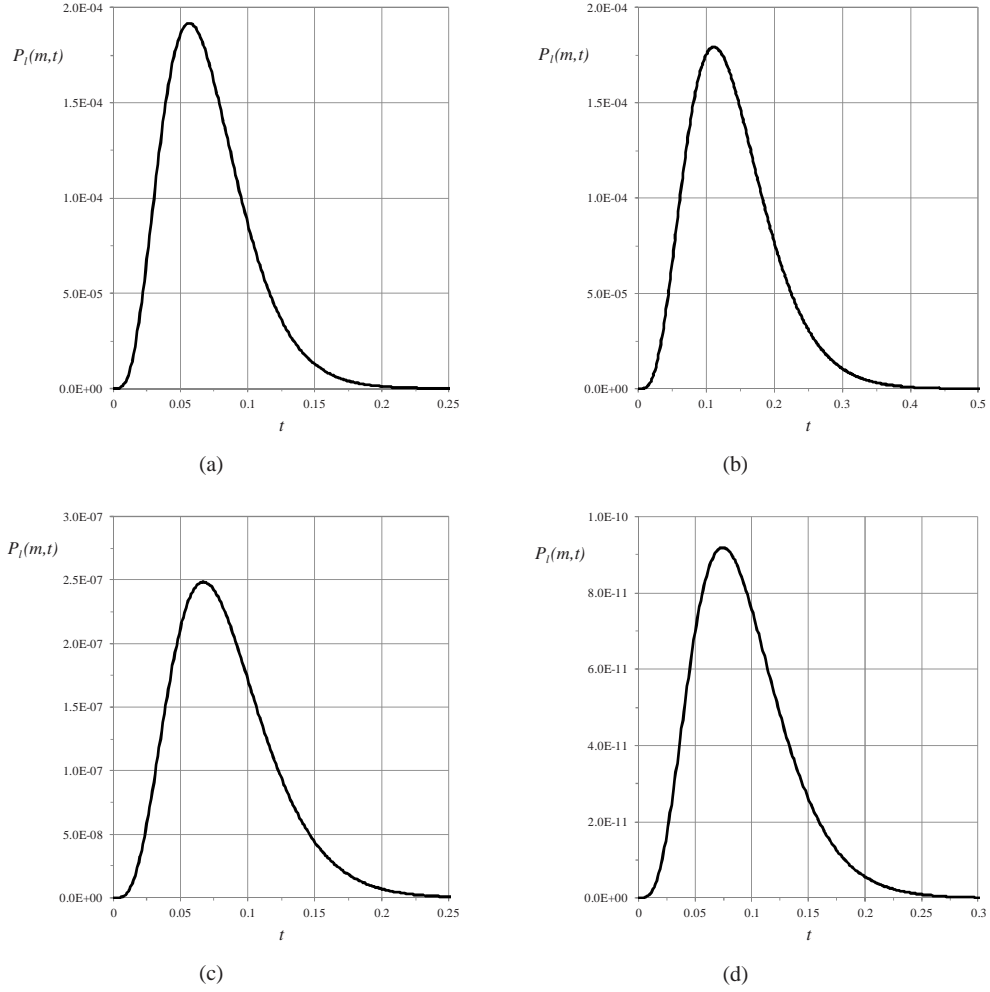 2.0E-04
P_l(m,t)
1.5E-04
1.0E-04
5.0E-05
0.0E+00
0 0.05 0.1 0.15 0.2 0.25
t
(a)
2.0E-04
P_l(m,t)
1.5E-04
1.0E-04
5.0E-05
0.0E+00
0 0.1 0.2 0.3 0.4 0.5
t
(b)
3.0E-07
P_l(m,t)
2.5E-07
2.0E-07
1.5E-07
1.0E-07
5.0E-08
0.0E+00
0 0.05 0.1 0.15 0.2 0.25
t
(c)
1.0E-10
P_l(m,t)
8.0E-11
6.0E-11
4.0E-11
2.0E-11
0.0E+00
0 0.05 0.1 0.15 0.2 0.25 0.3
t
(d)